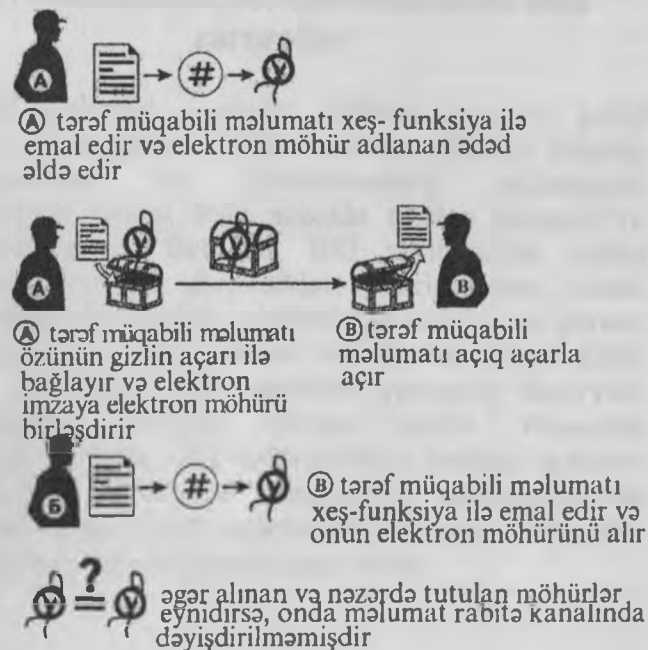 A
#
У
Ⓐ tərəf müqabili məlumatı xeş- funksiya ilə
emal edir və elektron möhür adlanan ədəd
əldə edir
A
У
У
B
Ⓐ tərəf müqabili məlumatı
özünün gizlin açarı ilə
bağlayır və elektron
imzaya elektron möhürü
birləşdirir
Ⓑ tərəf müqabili
məlumatı açıq açarla
açır
Б
#
У
Ⓑ tərəf müqabili məlumatı
xeş-funksiya ilə emal edir və
onun elektron möhürünü alır
У ? = У
əgər alınan və nəzərdə tutulan möhürlər
eynidirsə, onda məlumat rabitə kanalında
dəyişdirilməmişdir